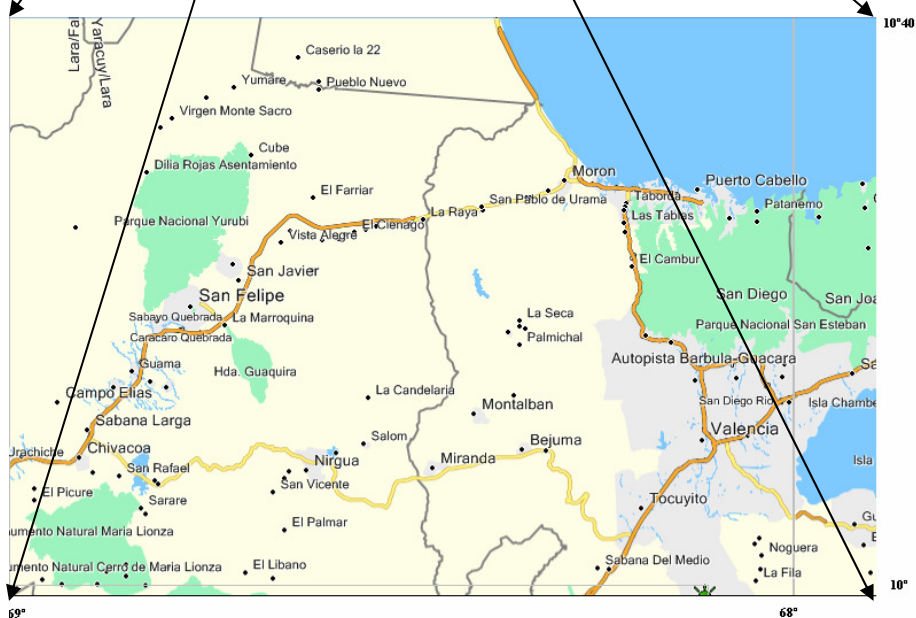 10°40
Lara/Fal
Yaracuy/Lara
Caserio la 22
Yumare
Pueblo Nuevo
Virgen Monte Sacro
Cube
Dilia Rojas Asentamiento
Moron
Puerto Cabello
El Farriar
San Pablo de Urama
Taborda
Patanemo
La Raya
Las Tablas
Parque Nacional Yurubi
El Cienago
Vista Alegre
El Cambur
San Javier
San Felipe
San Diego
San Joa
Sabayo Quebrada
La Marroquina
La Seca
Parque Nacional San Esteban
Caracaro Quebrada
Palmichal
Guama
Hda. Guaquira
Autopista Barbula-Guacara
Sa
Campo Elias
La Candelaria
Montalban
San Diego Rio
Isla Chambe
Sabana Larga
Valencia
Urachiche
Chivacoa
Salom
Bejuma
San Rafael
Nirgua
Miranda
Isla
El Picure
Sarare
San Vicente
Tocuyito
umento Natural Maria Lionza
El Palmar
Gu
Noguera
umento Natural Cerro de Maria Lionza
El Libano
Sabana Del Medio
La Fila
10°
69°
68°